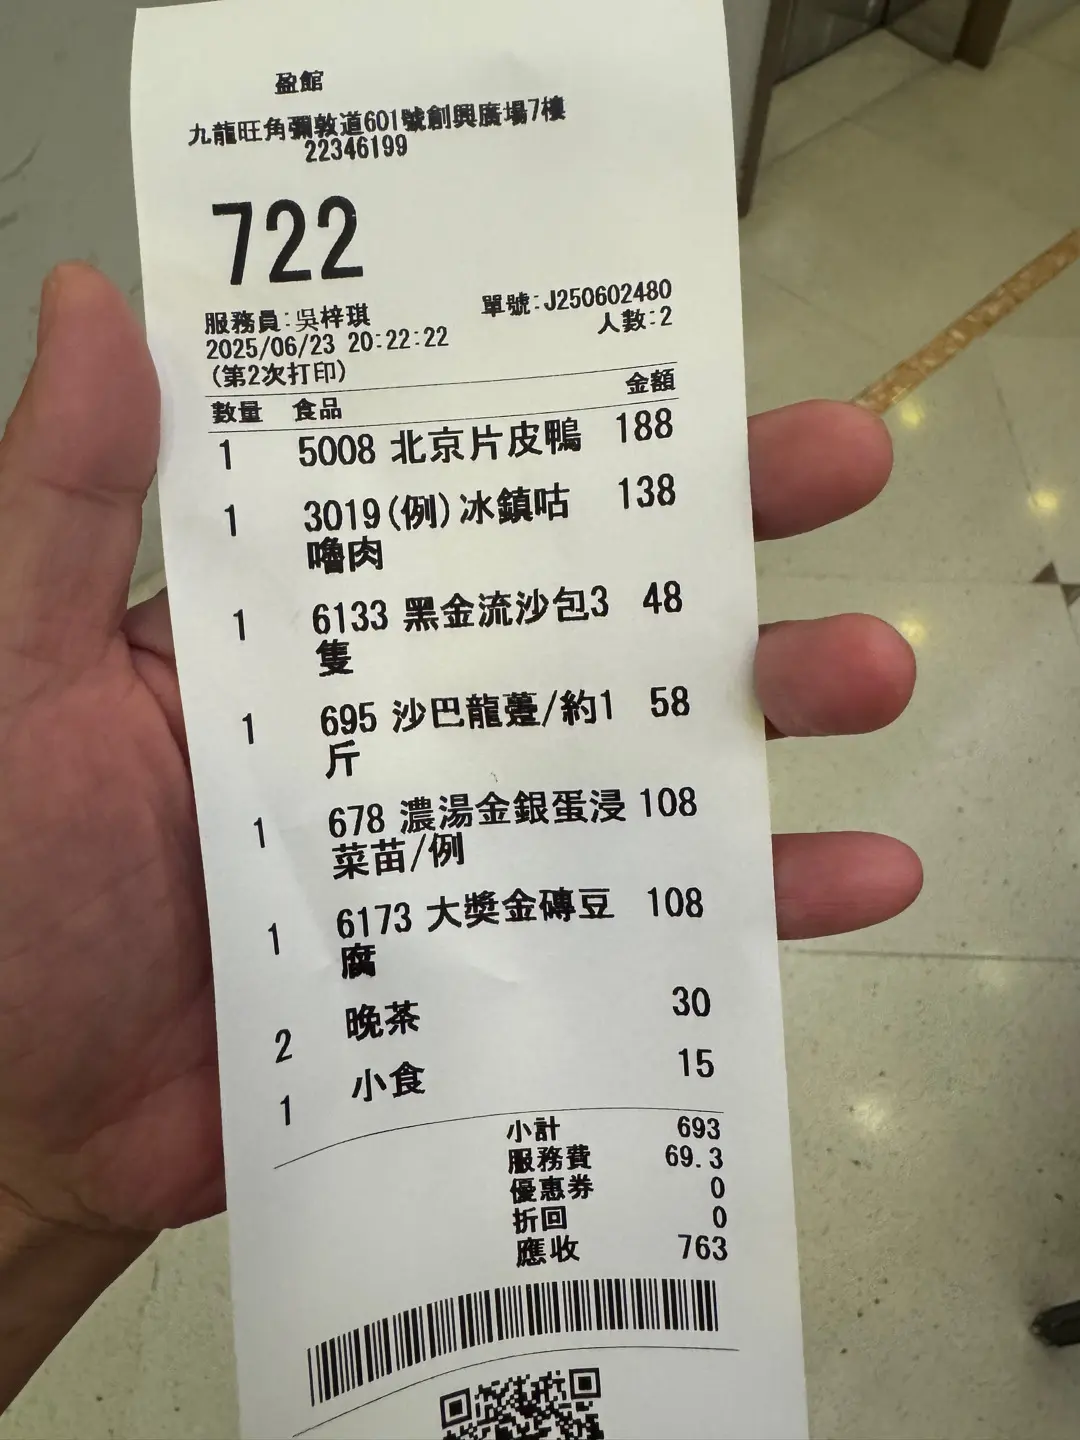 盈館
九龍旺角彌敦道601號創興廣場7樓
22346199
722
服務員:吳梓琪 單號:J250602480
2025/06/23 20:22:22 人數:2
(第2次打印)
數量 食品 金額
1 5008 北京片皮鴨 188
1 3019(例)冰鎮咕 138
嚕肉
1 6133 黑金流沙包3 48
隻
1 695 沙巴龍躉/約1 58
斤
1 678 濃湯金銀蛋浸 108
菜苗/例
1 6173 大獎金磚豆 108
腐
2 晚茶 30
1 小食 15
小計 693
服務費 69.3
優惠券 0
折回 0
應收 763